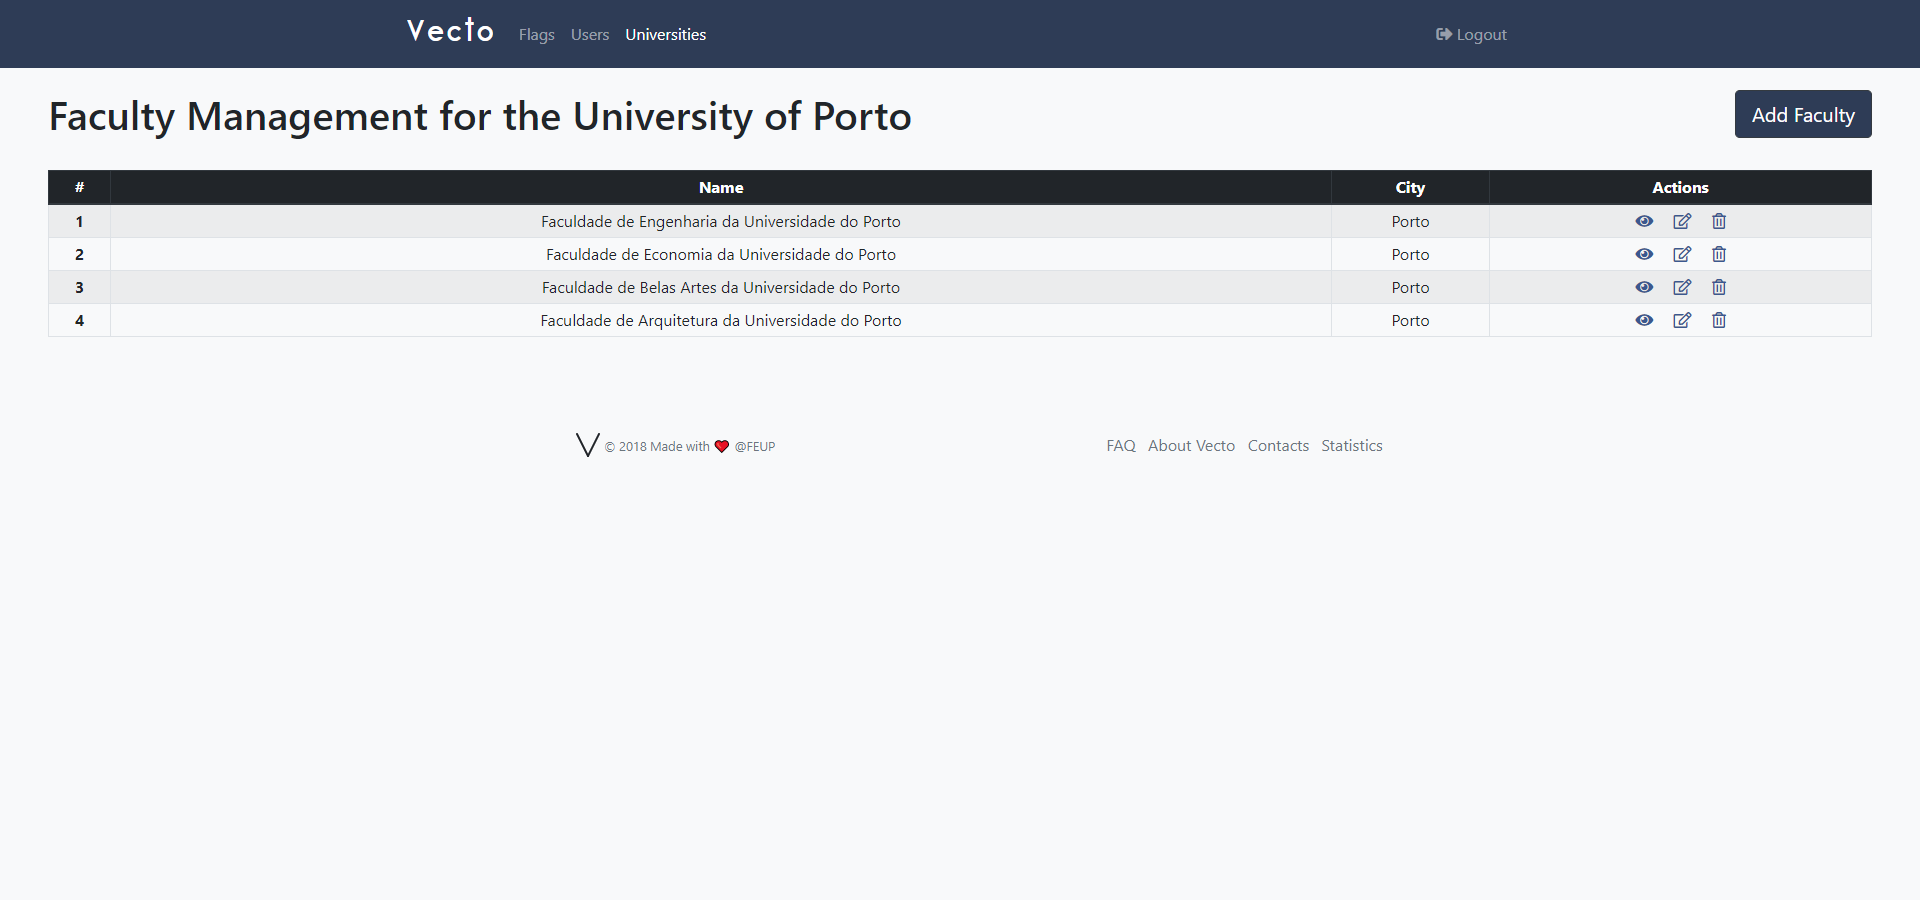 Vecto Flags Users Universities Logout
Faculty Management for the University of Porto Add Faculty
# Name City Actions
1 Faculdade de Engenharia da Universidade do Porto Porto
2 Faculdade de Economia da Universidade do Porto Porto
3 Faculdade de Belas Artes da Universidade do Porto Porto
4 Faculdade de Arquitetura da Universidade do Porto Porto
V © 2018 Made with ❤ @FEUP FAQ About Vecto Contacts Statistics